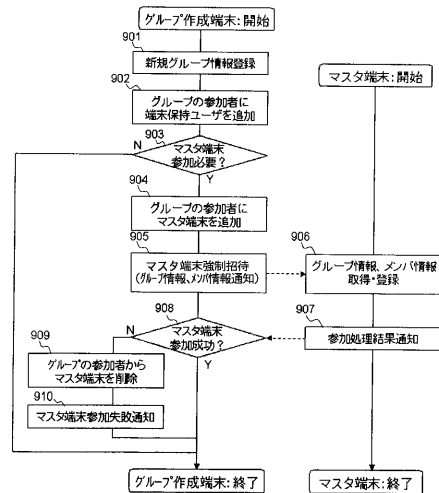 グループ作成端末：開始
901
新規グループ情報登録
902
グループの参加者に
端末保持ユーザを追加
903
N
マスタ端末
参加必要？
Y
904
グループの参加者に
マスタ端末を追加
905
マスタ端末強制招待
(グループ情報、メンバ情報通知)
908
N
マスタ端末
参加成功？
Y
909
グループの参加者から
マスタ端末を削除
910
マスタ端末参加失敗通知
グループ作成端末：終了
マスタ端末：開始
906
グループ情報、メンバ情報
取得・登録
907
参加処理結果通知
マスタ端末：終了